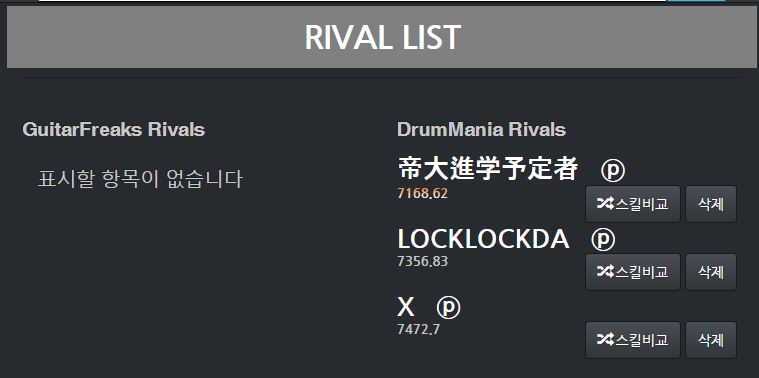 RIVAL LIST
GuitarFreaks Rivals
표시할 항목이 없습니다
DrumMania Rivals
帝大進学予定者 ⓟ
7168.62
스킬비교 삭제
LOCKLOCKDA ⓟ
7356.83
스킬비교 삭제
X ⓟ
7472.7
스킬비교 삭제